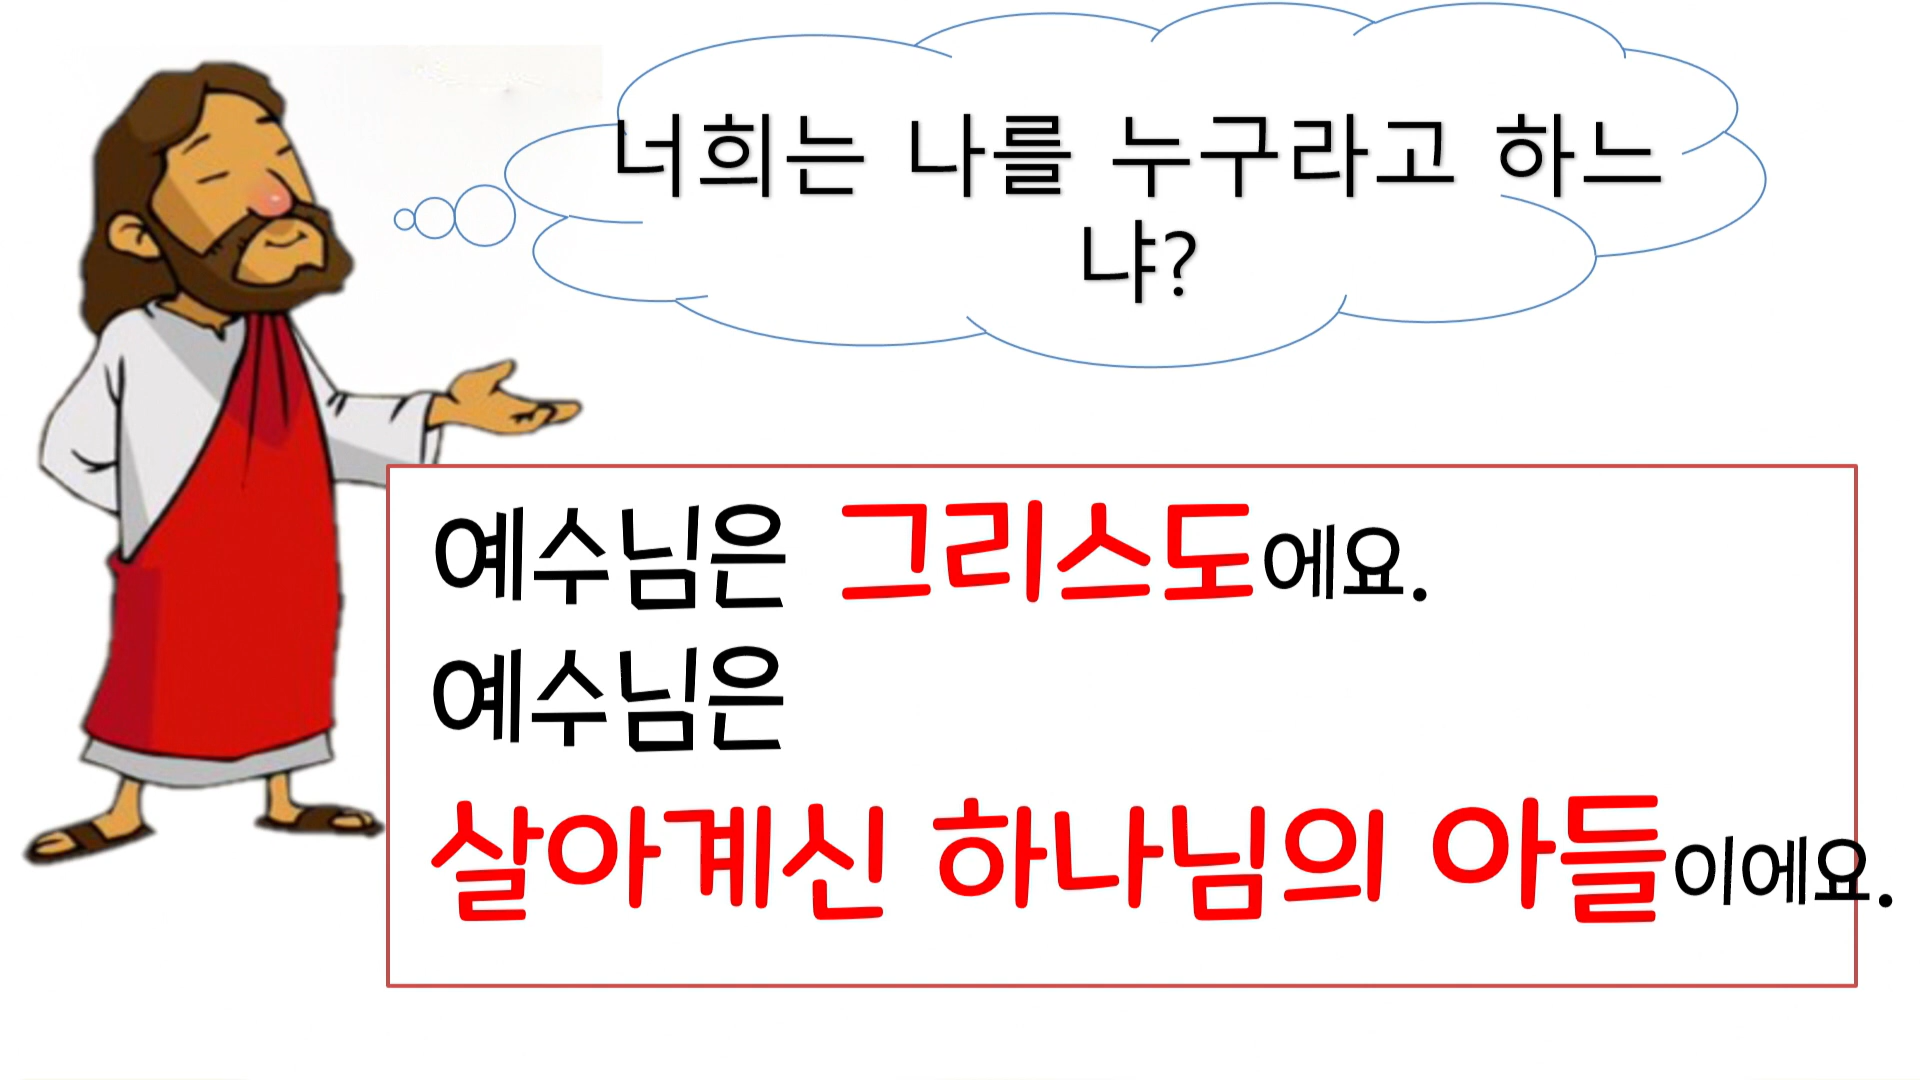 너희는 나를 누구라고 하느
냐?
예수님은 그리스도에요.
예수님은
살아계신 하나님의 아들이에요.